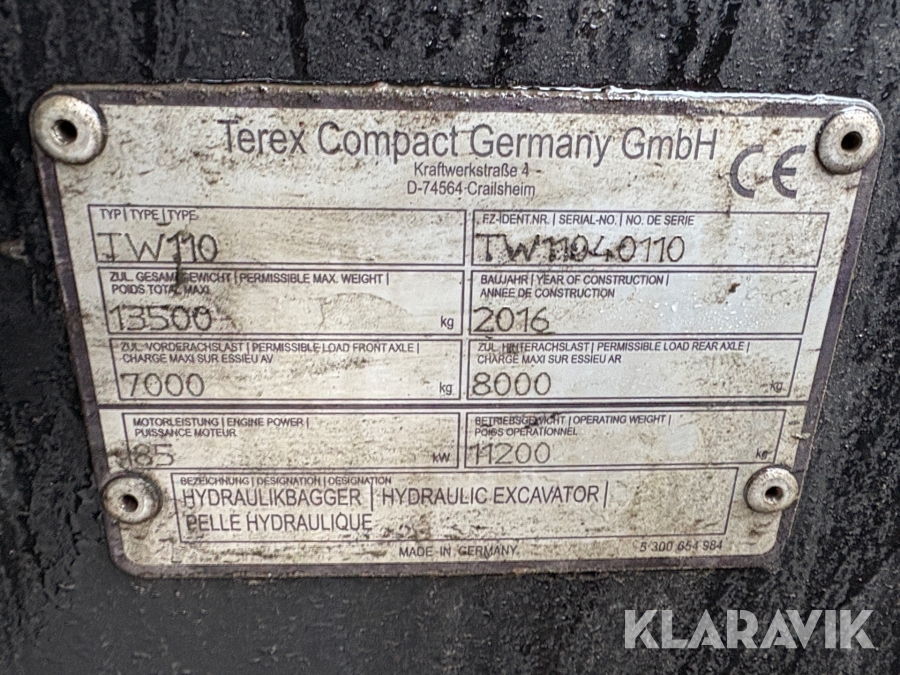 Terex Compact Germany GmbH
Kraftwerkstraße 4
D-74564 Crailsheim
CE
TYP | TYPE | TYPE
TW110
FZ-IDENT.NR. | SERIAL-NO. | NO. DE SERIE
TW11040110
ZUL. GESAMTGEWICHT | PERMISSIBLE MAX. WEIGHT |
POIDS TOTAL MAXI
13500 kg
BAUJAHR | YEAR OF CONSTRUCTION |
ANNÉE DE CONSTRUCTION
2016
ZUL. VORDERACHSLAST | PERMISSIBLE LOAD FRONT AXLE |
CHARGE MAXI SUR ESSIEU AV
7000 kg
ZUL. HINTERACHSLAST | PERMISSIBLE LOAD REAR AXLE |
CHARGE MAXI SUR ESSIEU AR
8000 kg
MOTORLEISTUNG | ENGINE POWER |
PUISSANCE MOTEUR
85 kW
BETRIEBSGEWICHT | OPERATING WEIGHT |
POIDS OPERATIONNEL
11200 kg
BEZEICHNUNG | DESIGNATION | DESIGNATION
HYDRAULIKBAGGER | HYDRAULIC EXCAVATOR |
PELLE HYDRAULIQUE
MADE IN GERMANY
5 300 654 984
KLARAVIK